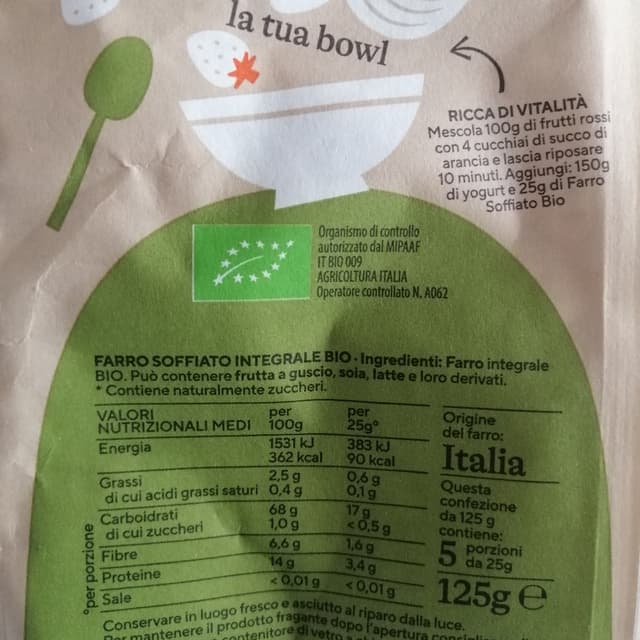 la tua bowl
RICCA DI VITALITÀ
Mescola 100g di frutti rossi
con 4 cucchiai di succo di
arancia e lascia riposare
10 minuti. Aggiungi: 150g
di yogurt e 25g di Farro
Soffiato Bio
Organismo di controllo
autorizzato dal MIPAAF
IT BIO 009
AGRICOLTURA ITALIA
Operatore controllato N. A062
FARRO SOFFIATO INTEGRALE BIO - Ingredienti: Farro integrale
BIO. Può contenere frutta a guscio, soia, latte e loro derivati.
* Contiene naturalmente zuccheri.
VALORI NUTRIZIONALI MEDI per 100g per 25g°
Energia 1531 kJ 383 kJ
362 kcal 90 kcal
Grassi 2,5 g 0,6 g
di cui acidi grassi saturi 0,4 g 0,1 g
Carboidrati 68 g 17 g
di cui zuccheri 1,0 g <0,5 g
Fibre 6,6 g 1,6 g
Proteine 14 g 3,4 g
Sale < 0,01 g < 0,01 g
°per porzione
Origine
del farro:
Italia
Questa
confezione
da 125 g
contiene:
5 porzioni
da 25g
125g e
Conservare in luogo fresco e asciutto al riparo dalla luce.
Per mantenere il prodotto fragante dopo l'apertura
contenitore di vetro